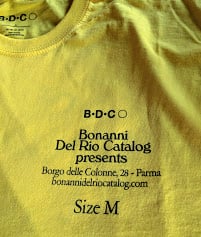 B•D•C○
B•D•C○
Bonanni
Del Rio Catalog
presents
Borgo delle Colonne, 28 - Parma
bonannidelriocatalog.com
Size M